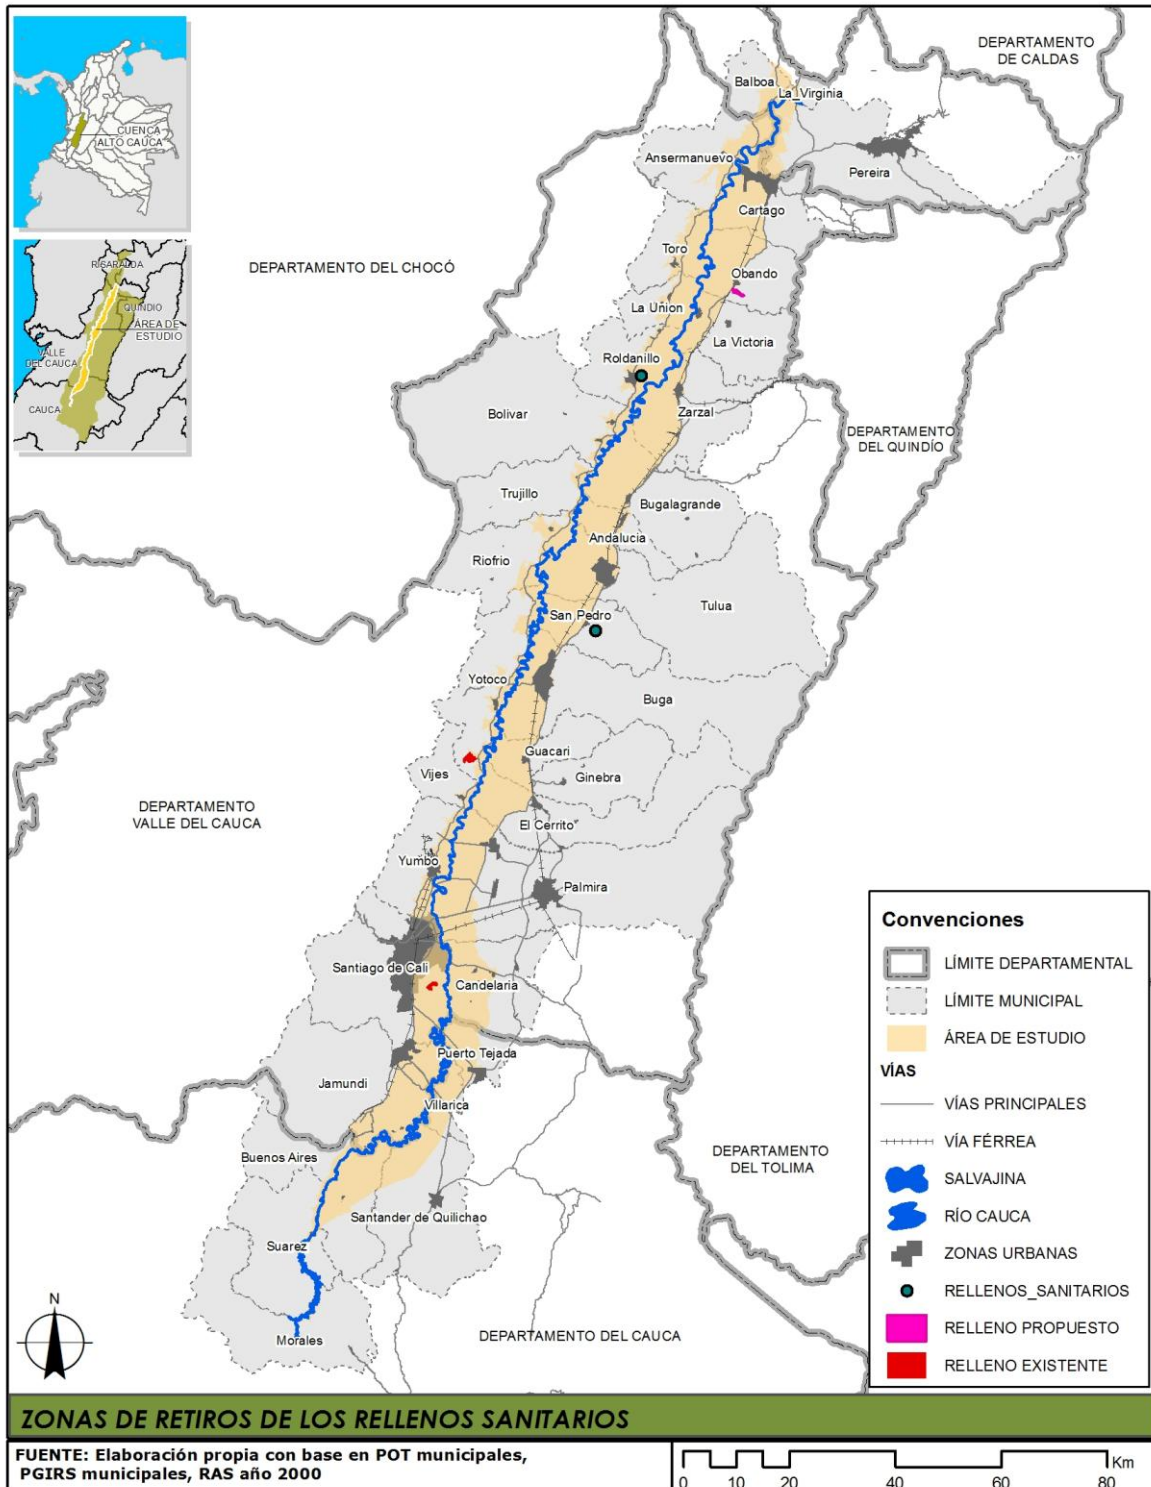 CUENCA
ALTO CAUCA
RISARALDA
QUINDIO
ÁREA DE
ESTUDIO
VALLE
DEL CAUCA
CAUCA
DEPARTAMENTO
DE CALDAS
Balboa
La_Virginia
Ansermanuevo
Pereira
Cartago
Toro
DEPARTAMENTO DEL CHOCÓ
Obando
La Union
La Victoria
Roldanillo
Bolivar
Zarzal
DEPARTAMENTO
DEL QUINDÍO
Trujillo
Bugalagrande
Andalucia
Riofrio
Tulua
San Pedro
Yotoco
Buga
Guacari
Vijes
Ginebra
DEPARTAMENTO
VALLE DEL CAUCA
El Cerrito
Yumbo
Palmira
Santiago de Cali
Candelaria
Puerto Tejada
Jamundi
Villarica
Buenos Aires
DEPARTAMENTO
DEL TOLIMA
Santander de Quilichao
Suarez
Morales
DEPARTAMENTO DEL CAUCA
N
Convenciones
LÍMITE DEPARTAMENTAL
LÍMITE MUNICIPAL
ÁREA DE ESTUDIO
VÍAS
VÍAS PRINCIPALES
VÍA FÉRREA
SALVAJINA
RÍO CAUCA
ZONAS URBANAS
RELLENOS_SANITARIOS
RELLENO PROPUESTO
RELLENO EXISTENTE
ZONAS DE RETIROS DE LOS RELLENOS SANITARIOS
FUENTE: Elaboración propia con base en POT municipales,
PGIRS municipales, RAS año 2000
Km
0 10 20 40 60 80